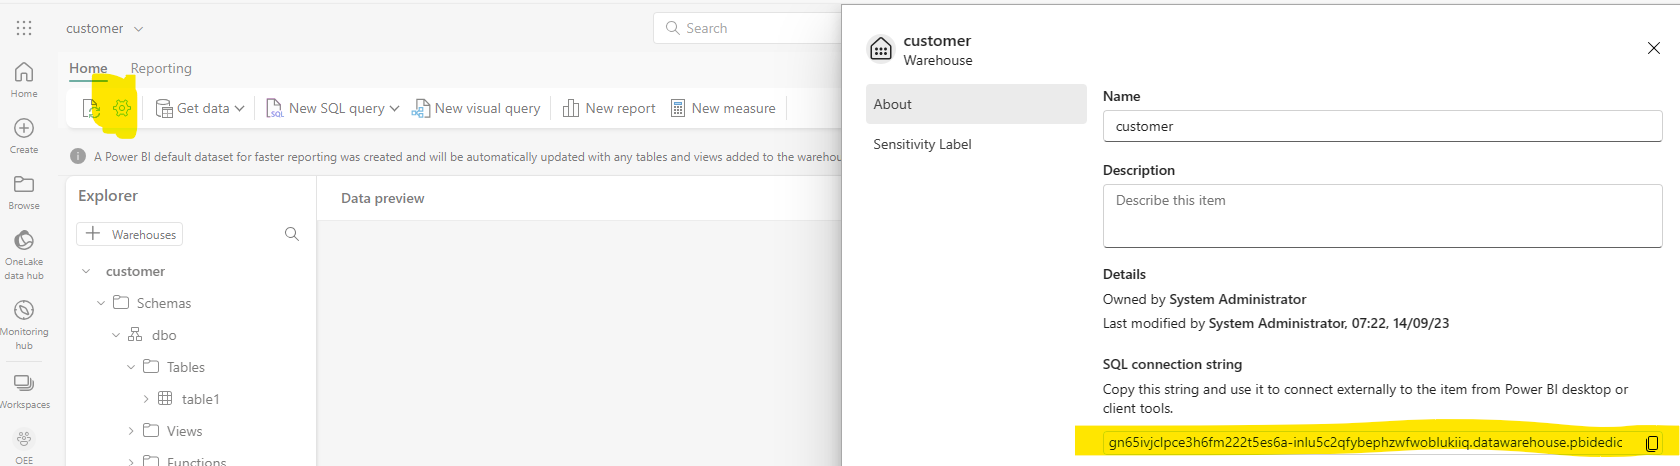 customer
Search
Home
Create
Browse
OneLake
data hub
Monitoring
hub
Workspaces
OEE
Home Reporting
SQL
Get data New SQL query New visual query New report New measure
A Power BI default dataset for faster reporting was created and will be automatically updated with any tables and views added to the warehou
Explorer
+ Warehouses
customer
Schemas
dbo
Tables
table1
Views
Functions
Data preview
customer
Warehouse
About
Sensitivity Label
Name
customer
Description
Describe this item
Details
Owned by System Administrator
Last modified by System Administrator, 07:22, 14/09/23
SQL connection string
Copy this string and use it to connect externally to the item from Power BI desktop or
client tools.
gn65ivjclpce3h6fm222t5es6a-inlu5c2qfybephzwfwoblukiiq.datawarehouse.pbidedic